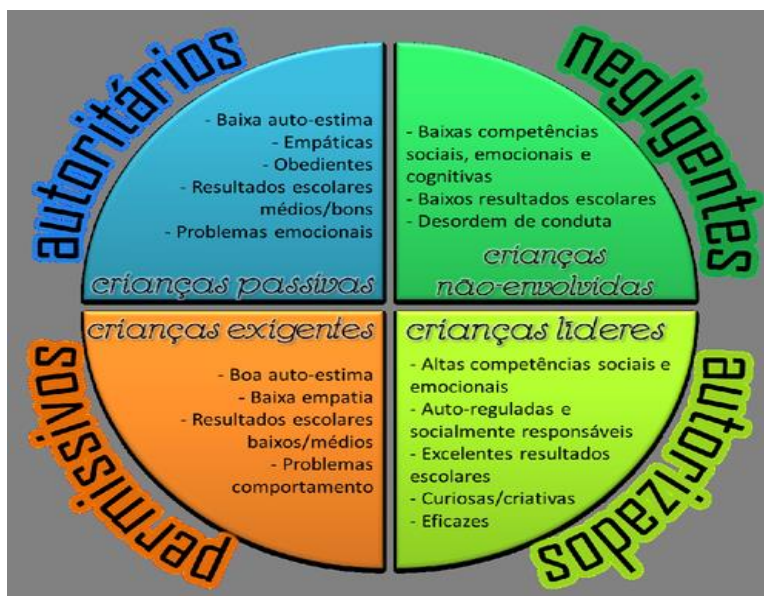 autoritários
- Baixa auto-estima
- Empáticas
- Obedientes
- Resultados escolares
médios/bons
- Problemas emocionais
crianças passivas
negligentes
- Baixas competências
sociais, emocionais e
cognitivas
- Baixos resultados escolares
- Desordem de conduta
crianças
não-envolvidas
permissivos
crianças exigentes
- Boa auto-estima
- Baixa empatia
- Resultados escolares
baixos/médios
- Problemas
comportamento
crianças líderes
- Altas competências sociais e
emocionais
- Auto-reguladas e
socialmente responsáveis
- Excelentes resultados
escolares
- Curiosas/criativas
- Eficazes
autorizados